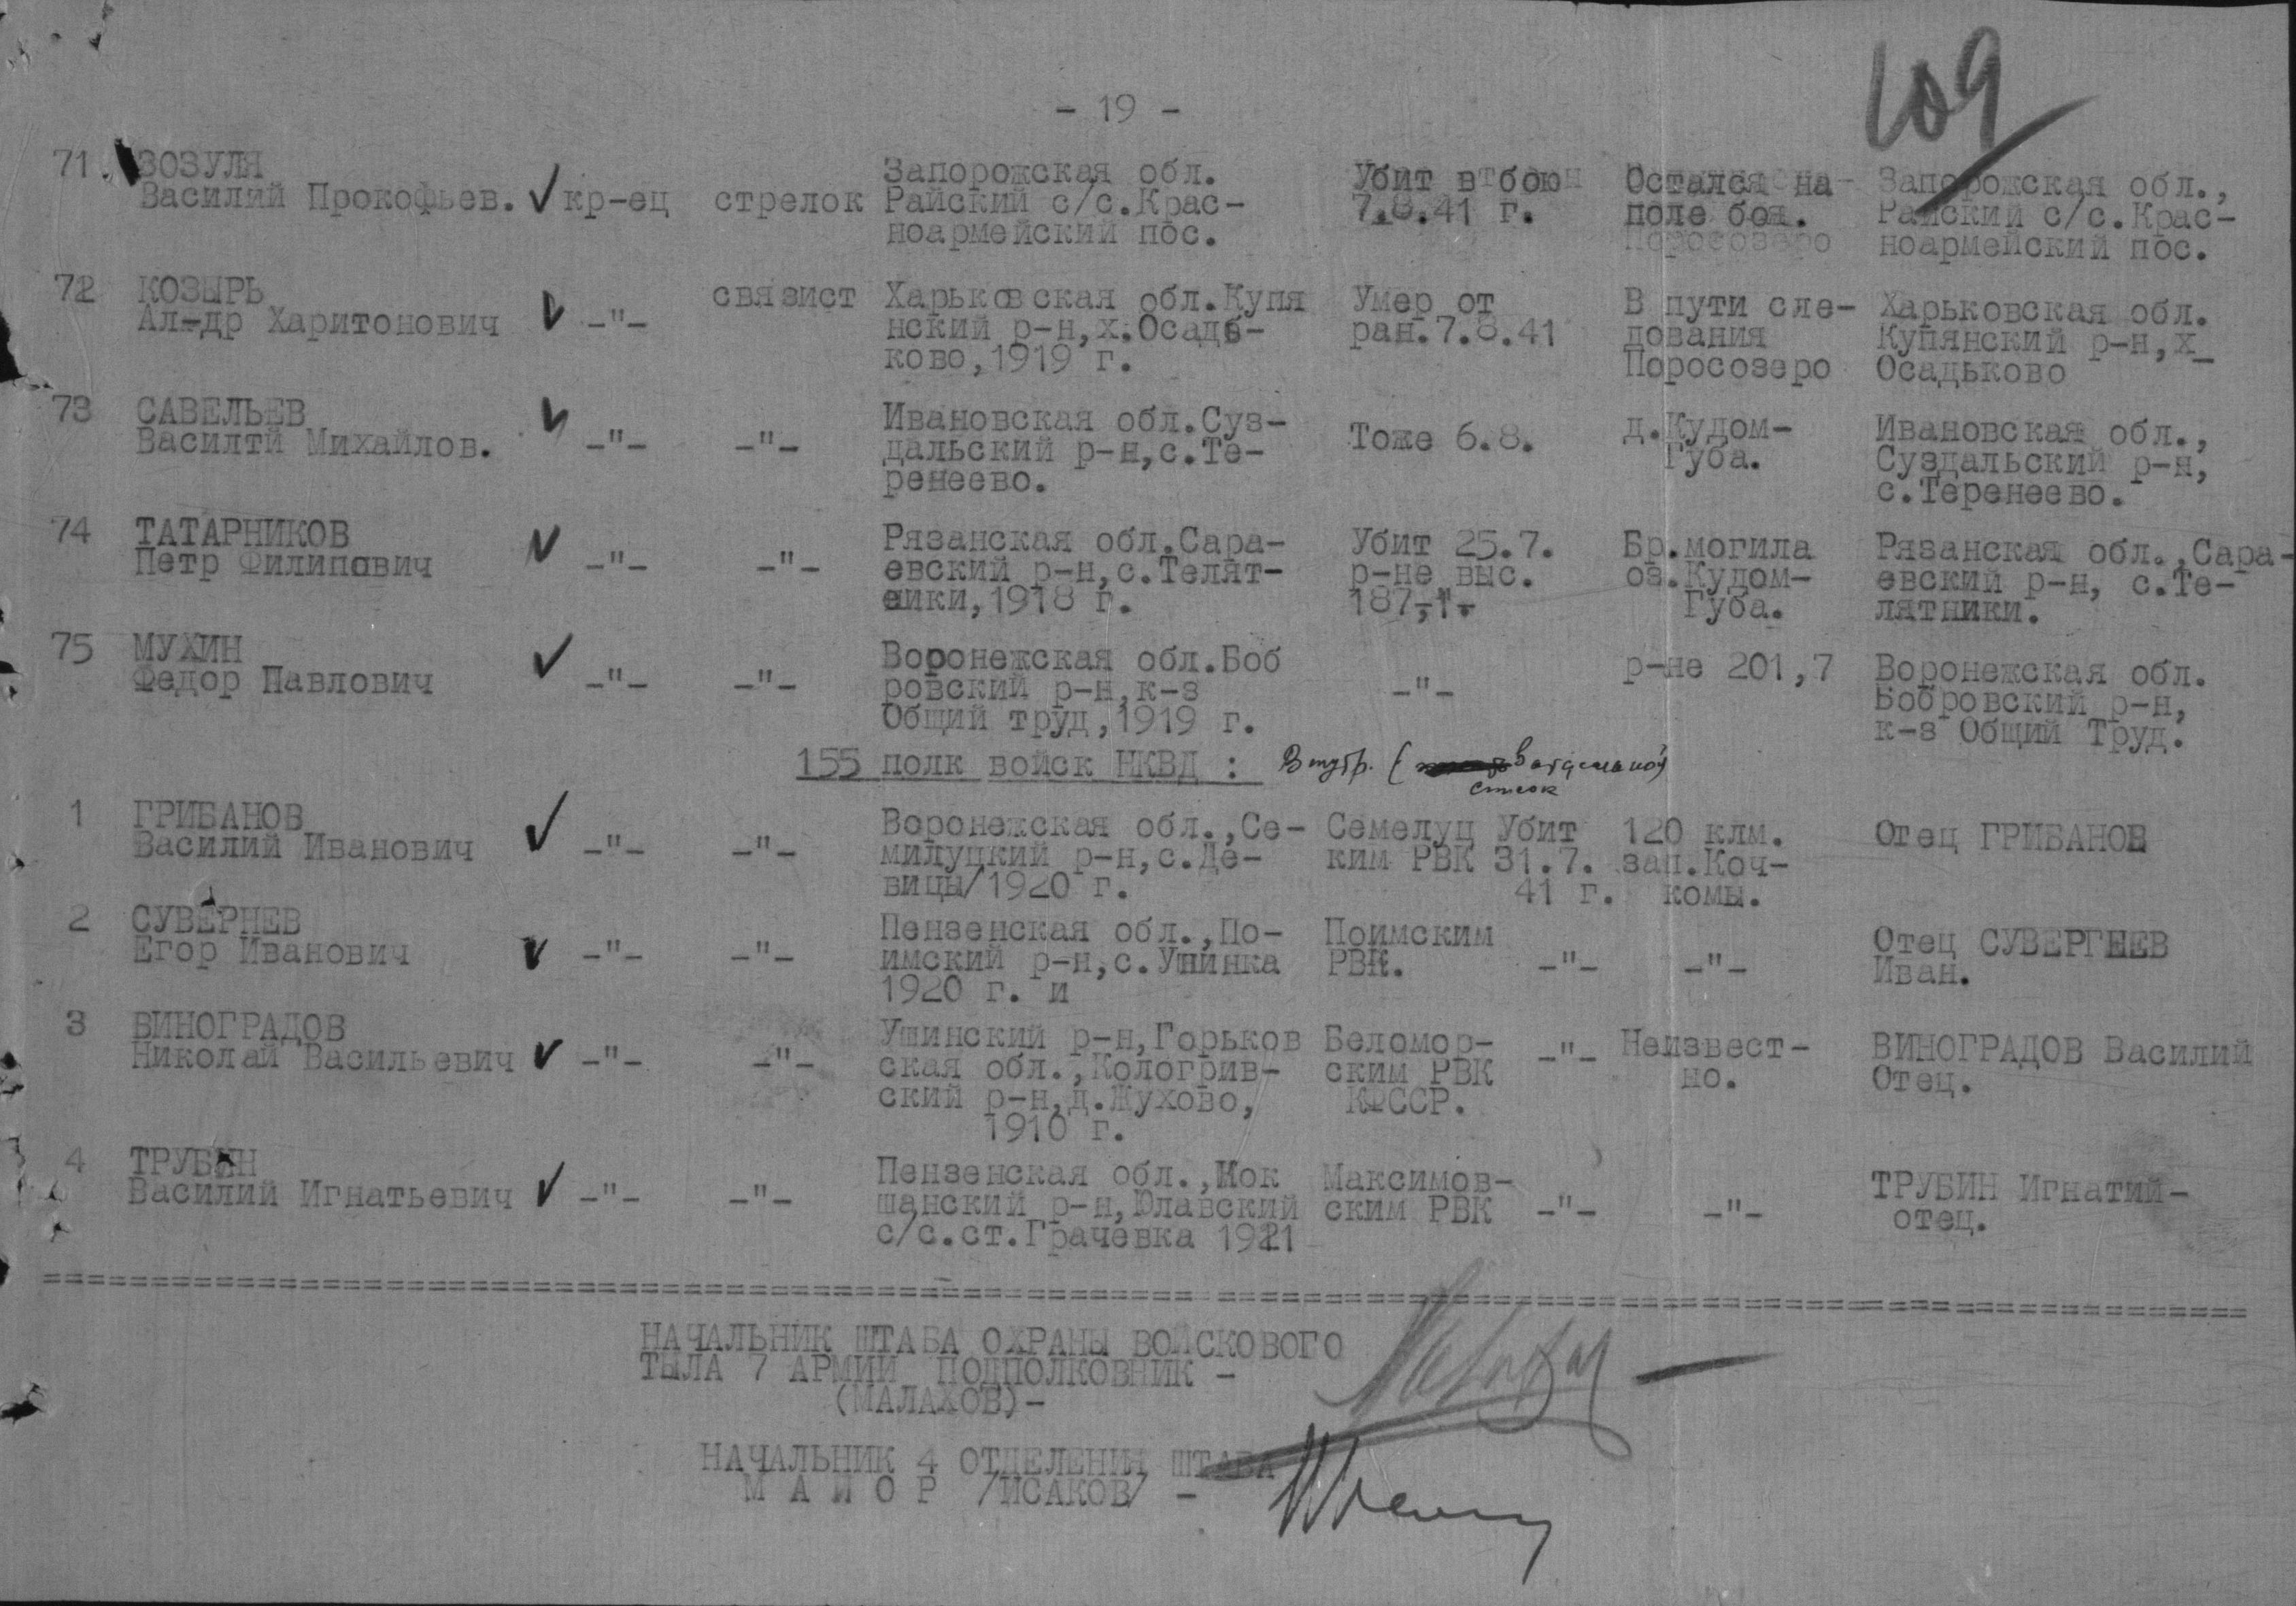 109
- 19 -
71. ЗОЗУЛЯ
Василий Прокофьев. кр-ец стрелок
Запорожская обл.
Райский с/с.Крас-
ноармейский пос.
Убит в бою
7.8.41 г.
Остался на
поле боя.
Поросозеро
Запорожская обл.,
Райский с/с.Крас-
ноармейский пос.
72 КОЗЫРЬ
Ал-др Харитонович -"- связист
Харьковская обл.Купя
нский р-н,х.Осадь-
ково,1919 г.
Умер от
ран.7.8.41
В пути сле-
дования
Поросозеро
Харьковская обл.
Купянский р-н,х_
Осадьково
73 САВЕЛЬЕВ
Василтй Михайлов. -"- -"-
Ивановская обл.Суз-
дальский р-н,с.Те-
ренеево.
Тоже 6.8.
д.Кудом-
Губа.
Ивановская обл.,
Суздальский р-н,
с.Теренеево.
74 ТАТАРНИКОВ
Петр Филипович -"- -"-
Рязанская обл.Сара-
евский р-н,с.Телят-
ники,1918 г.
Убит 25.7.
р-не выс.
187,1.
Бр.могила
оз.Кудом-
Губа.
Рязанская обл.,Сара-
евский р-н, с.Те-
лятники.
75 МУХИН
Федор Павлович -"- -"-
Воронежская обл.Боб
ровский р-н,к-з
Общий труд,1919 г.
-"-
р-не 201,7
Воронежская обл.
Бобровский р-н,
к-з Общий Труд.
155 полк войск НКВД :
список
1 ГРИБАНОВ
Василий Иванович -"- -"-
Воронежская обл.,Се-
милуцкий р-н,с.Де-
вицы/1920 г.
Семелуц Убит
ким РВК 31.7.
41 г.
120 клм.
зап.Коч-
комы.
Отец ГРИБАНОВ
2 СУВЕРНЕВ
Егор Иванович -"- -"-
Пензенская обл.,По-
имский р-н,с.Ушинка
1920 г. и
Поимским
РВК. -"- -"-
Отец СУВЕРГНЕВ
Иван.
3 ВИНОГРАДОВ
Николай Васильевич -"- -"-
Ушинский р-н,Горьков
ская обл.,Кологрив-
ский р-н,д.Жухово,
1910 г.
Беломор-
ским РВК
КФССР.
-"-
Неизвест-
но.
ВИНОГРАДОВ Василий
Отец.
4 ТРУБИН
Василий Игнатьевич -"- -"-
Пензенская обл.,Мок
шанский р-н,Юлавский
с/с.ст.Грачевка 1921
Максимов-
ским РВК -"- -"-
ТРУБИН Игнатий-
отец.
НАЧАЛЬНИК ШТАБА ОХРАНЫ ВОЙСКОВОГО
ТЫЛА 7 АРМИИ ПОДПОЛКОВНИК -
(МАЛАХОВ)-
НАЧАЛЬНИК 4 ОТДЕЛЕНИЯ ШТАБА
М А Й О Р /ИСАКОВ/ -